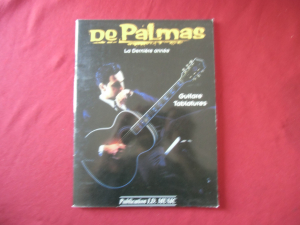 De Palmas
La Dernière année
Guitare
Tablatures
Publication I.D. MUSIC